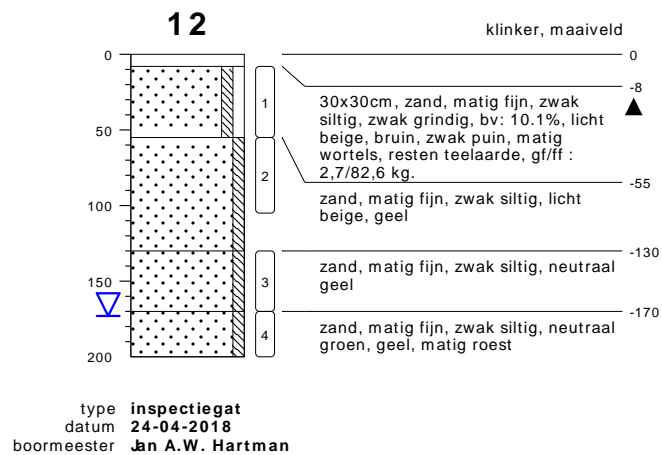 12
klinker, maaiveld
0
0
-8
30x30cm, zand, matig fijn, zwak
siltig, zwak grindig, bv: 10.1%, licht
beige, bruin, zwak puin, matig
wortels, resten teelaarde, gf/ff :
2,7/82,6 kg.
1
50
-55
zand, matig fijn, zwak siltig, licht
beige, geel
2
100
-130
zand, matig fijn, zwak siltig, neutraal
geel
3
150
-170
zand, matig fijn, zwak siltig, neutraal
groen, geel, matig roest
4
200
type inspectiegat
datum 24-04-2018
boormeester Jan A.W. Hartman